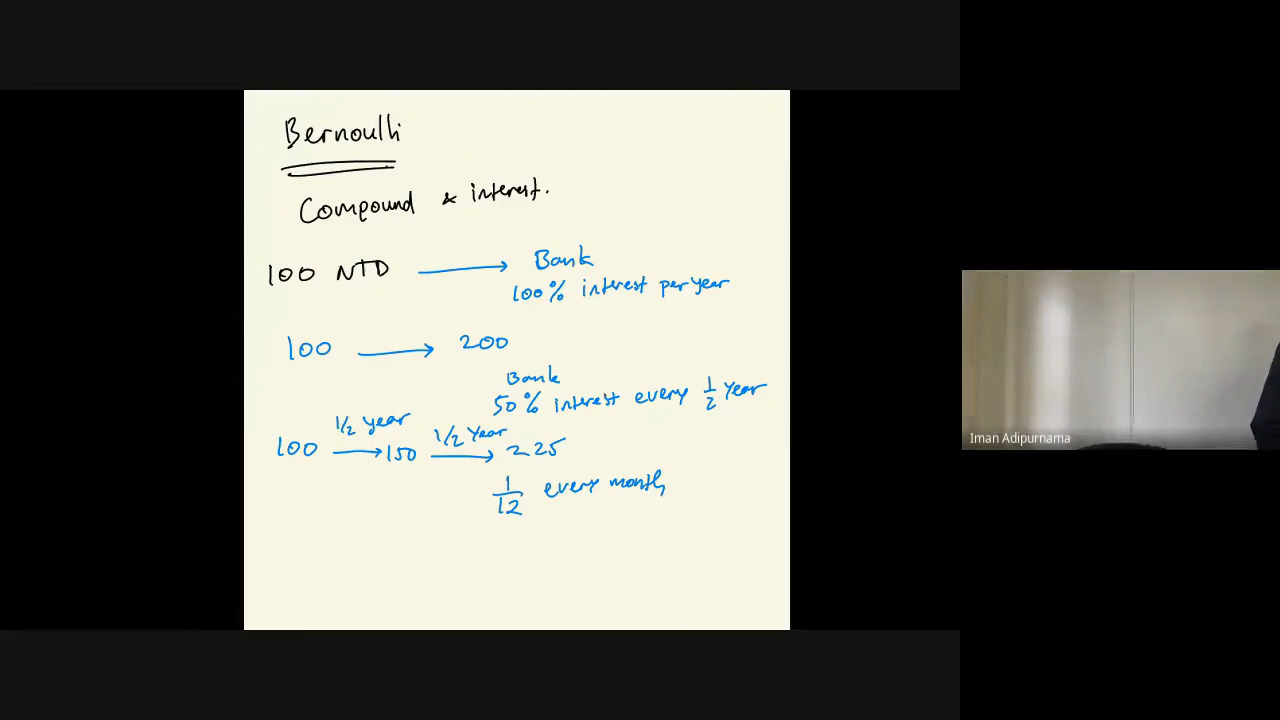 Bernoulli
Compound & interest.
100 NTD → Bank
100% interest per year
100 → 200
Bank
50% interest every 1/2 year
1/2 year 1/2 year
100 → 150 → 225
1/12 every month
Iman Adipurnama